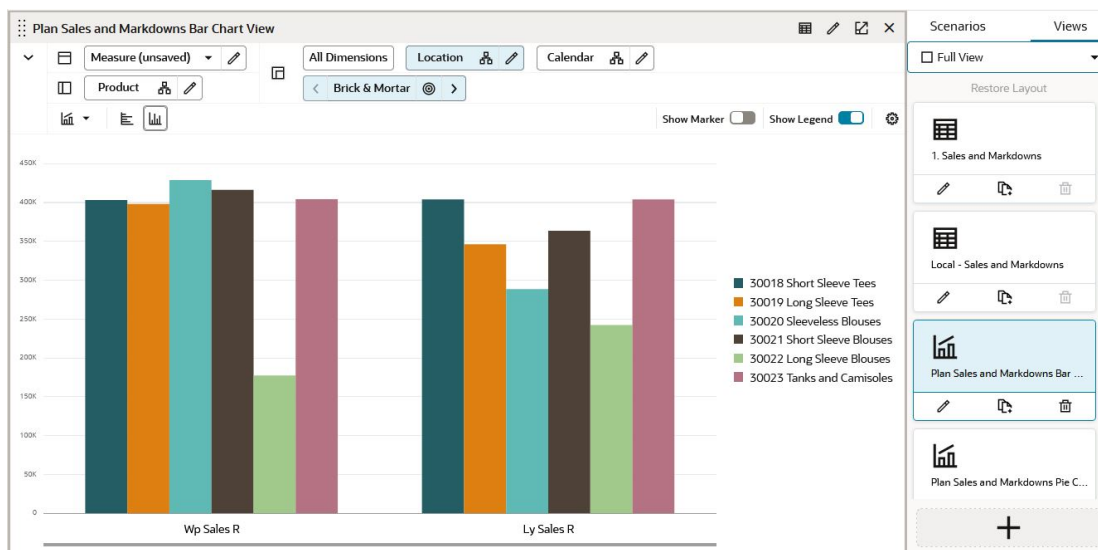 Plan Sales and Markdowns Bar Chart View
Measure (unsaved)
All Dimensions
Location
Calendar
Product
Brick & Mortar
Show Marker
Show Legend
450K
400K
350K
300K
250K
200K
150K
100K
50K
0
Wp Sales R
Ly Sales R
30018 Short Sleeve Tees
30019 Long Sleeve Tees
30020 Sleeveless Blouses
30021 Short Sleeve Blouses
30022 Long Sleeve Blouses
30023 Tanks and Camisoles
Scenarios
Views
Full View
Restore Layout
1. Sales and Markdowns
Local - Sales and Markdowns
Plan Sales and Markdowns Bar ...
Plan Sales and Markdowns Pie C...